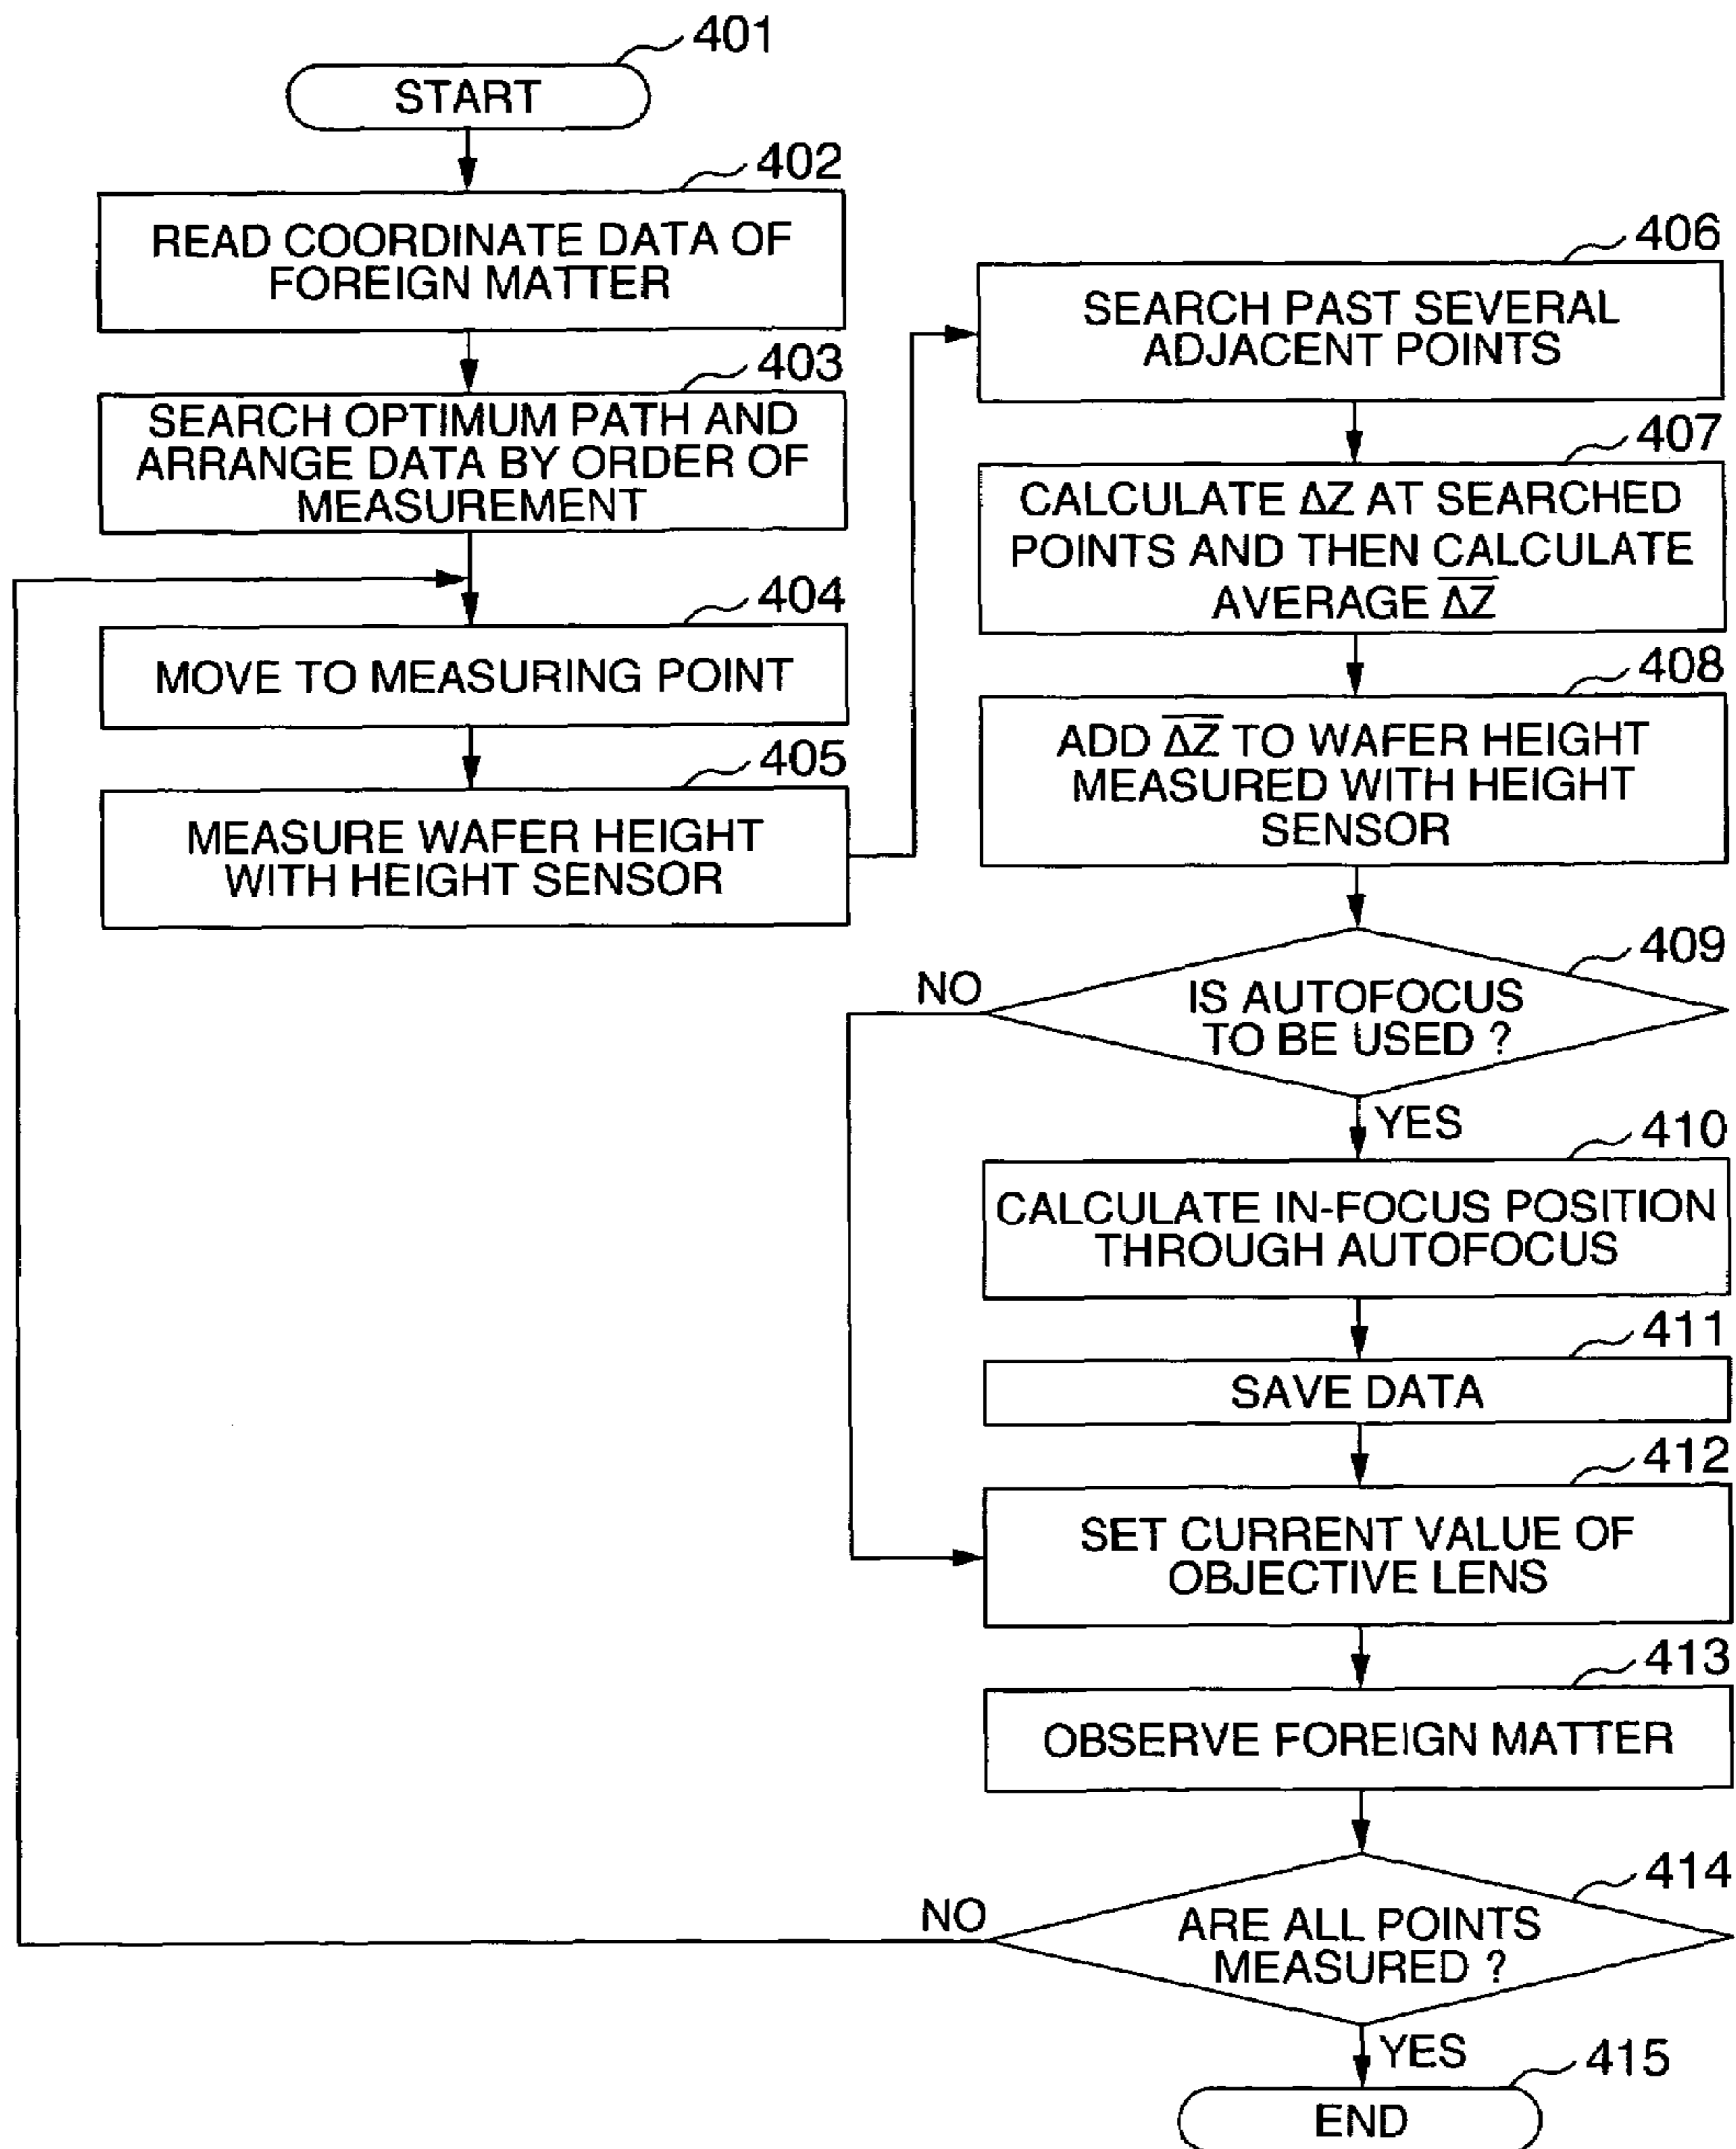 401
START
402
READ COORDINATE DATA OF
FOREIGN MATTER
403
SEARCH OPTIMUM PATH AND
ARRANGE DATA BY ORDER OF
MEASUREMENT
404
MOVE TO MEASURING POINT
405
MEASURE WAFER HEIGHT
WITH HEIGHT SENSOR
406
SEARCH PAST SEVERAL
ADJACENT POINTS
407
CALCULATE ΔZ AT SEARCHED
POINTS AND THEN CALCULATE
AVERAGE \overline{ΔZ}
408
ADD \overline{ΔZ} TO WAFER HEIGHT
MEASURED WITH HEIGHT
SENSOR
409
NO
IS AUTOFOCUS
TO BE USED ?
YES
410
CALCULATE IN-FOCUS POSITION
THROUGH AUTOFOCUS
411
SAVE DATA
412
SET CURRENT VALUE OF
OBJECTIVE LENS
413
OBSERVE FOREIGN MATTER
414
NO
ARE ALL POINTS
MEASURED ?
YES
415
END